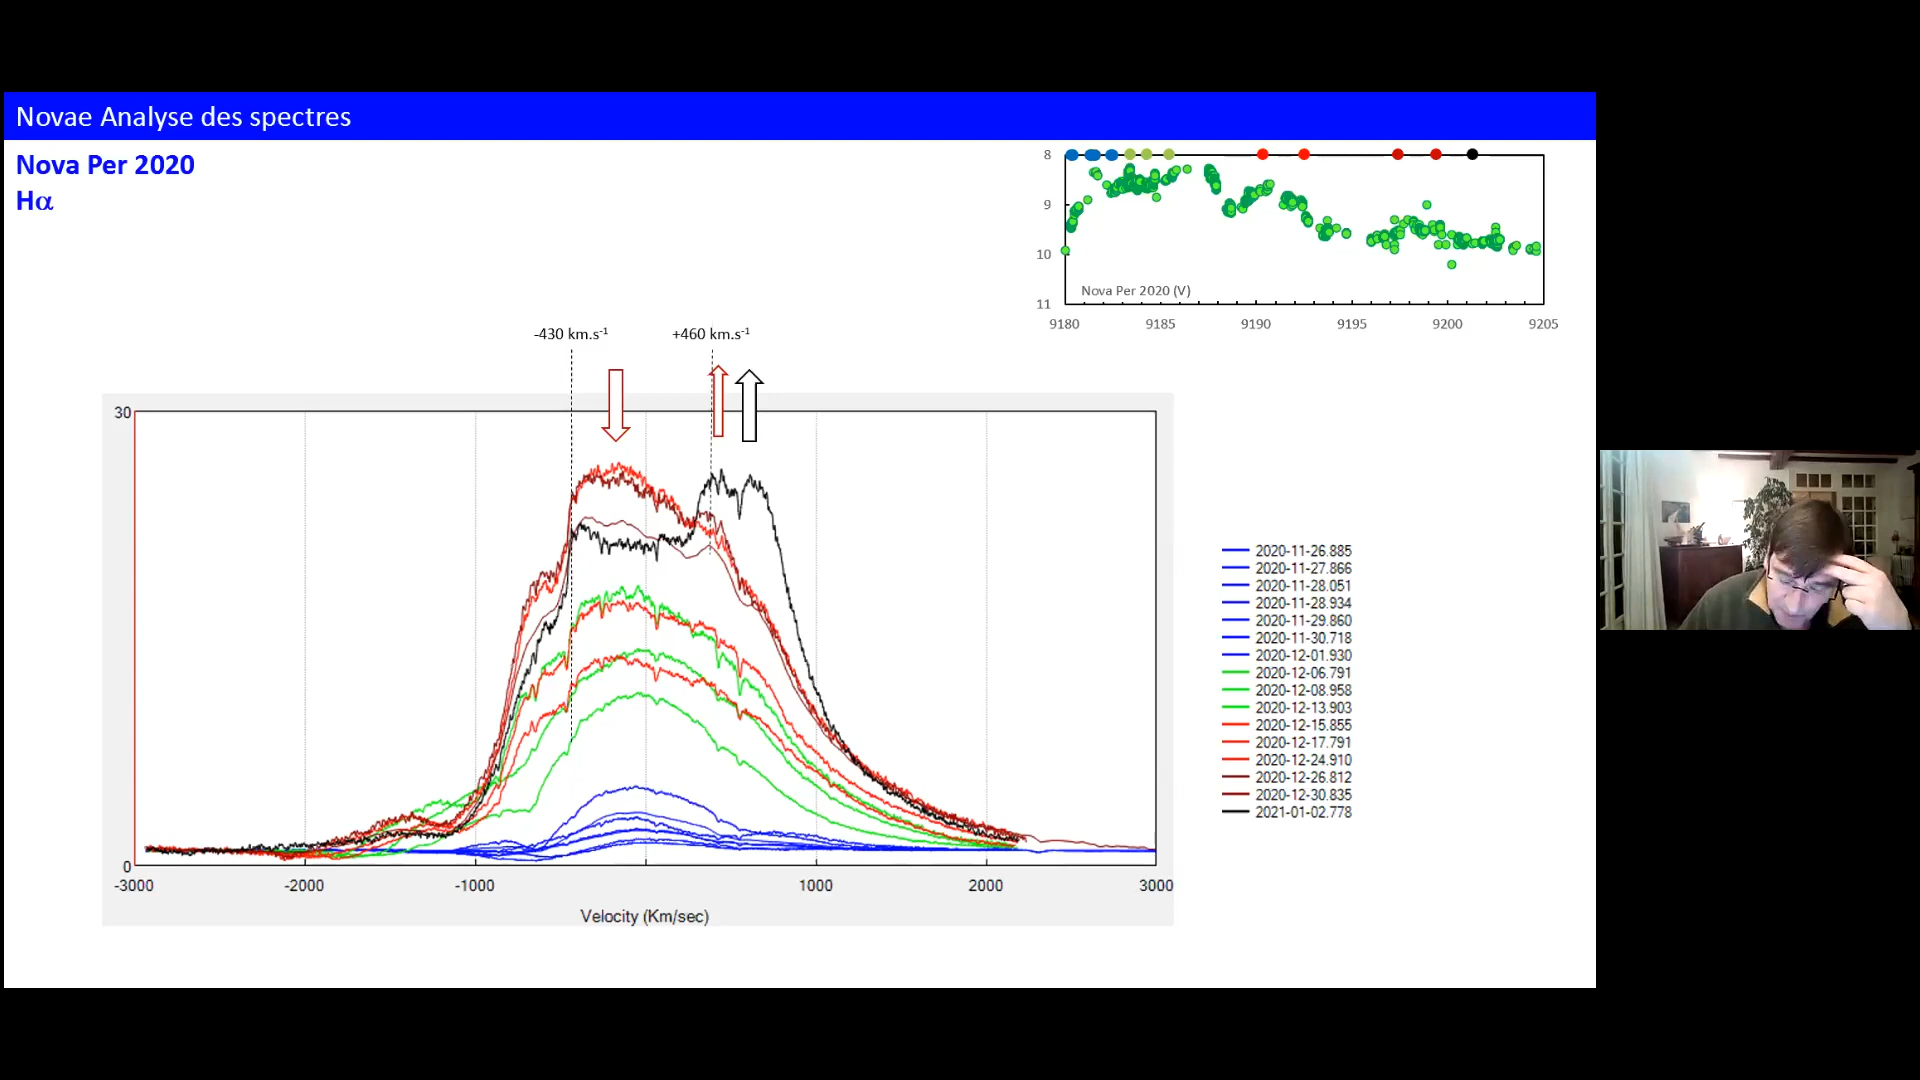 Novae Analyse des spectres
Nova Per 2020
Hα
8
9
10
11
Nova Per 2020 (V)
9180 9185 9190 9195 9200 9205
-430 km.s-1 +460 km.s-1
30
0
-3000 -2000 -1000 1000 2000 3000
Velocity (Km/sec)
2020-11-26.885
2020-11-27.866
2020-11-28.051
2020-11-28.934
2020-11-29.860
2020-11-30.718
2020-12-01.930
2020-12-06.791
2020-12-08.958
2020-12-13.903
2020-12-15.855
2020-12-17.791
2020-12-24.910
2020-12-26.812
2020-12-30.835
2021-01-02.778